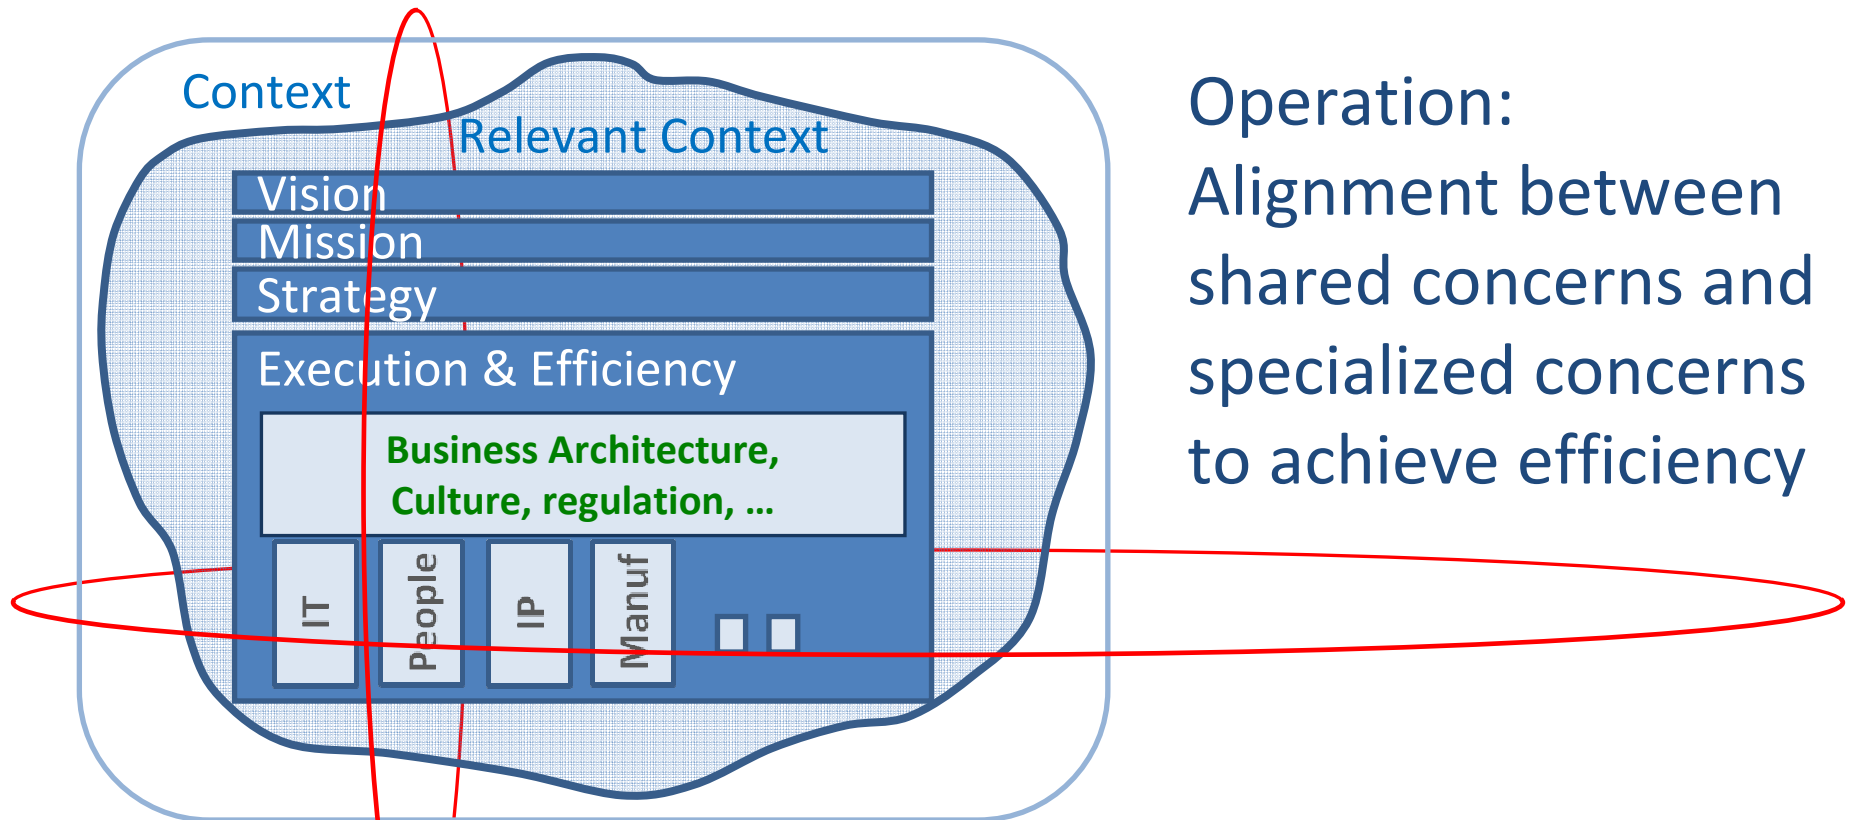 Context
Relevant Context
Vision
Mission
Strategy
Execution & Efficiency
Business Architecture,
Culture, regulation, ...
IT
People
IP
Manuf
Operation:
Alignment between
shared concerns and
specialized concerns
to achieve efficiency